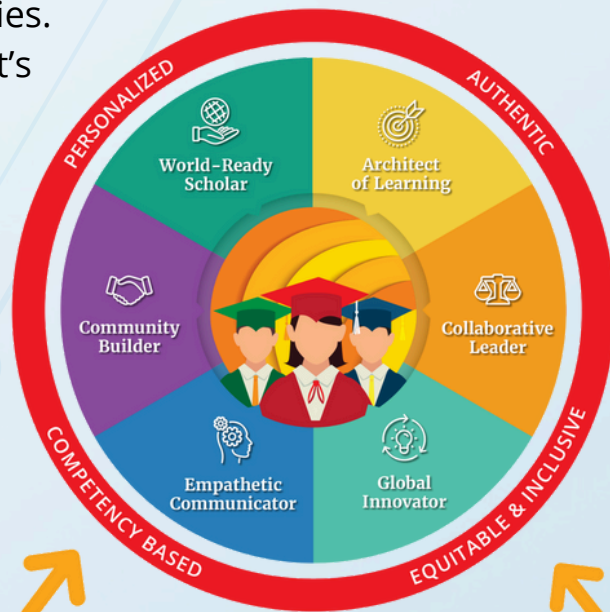 ies.
t's
PERSONALIZED
AUTHENTIC
World-Ready
Scholar
Architect
of Learning
Community
Builder
Collaborative
Leader
Empathetic
Communicator
Global
Innovator
COMPETENCY BASED
EQUITABLE & INCLUSIVE